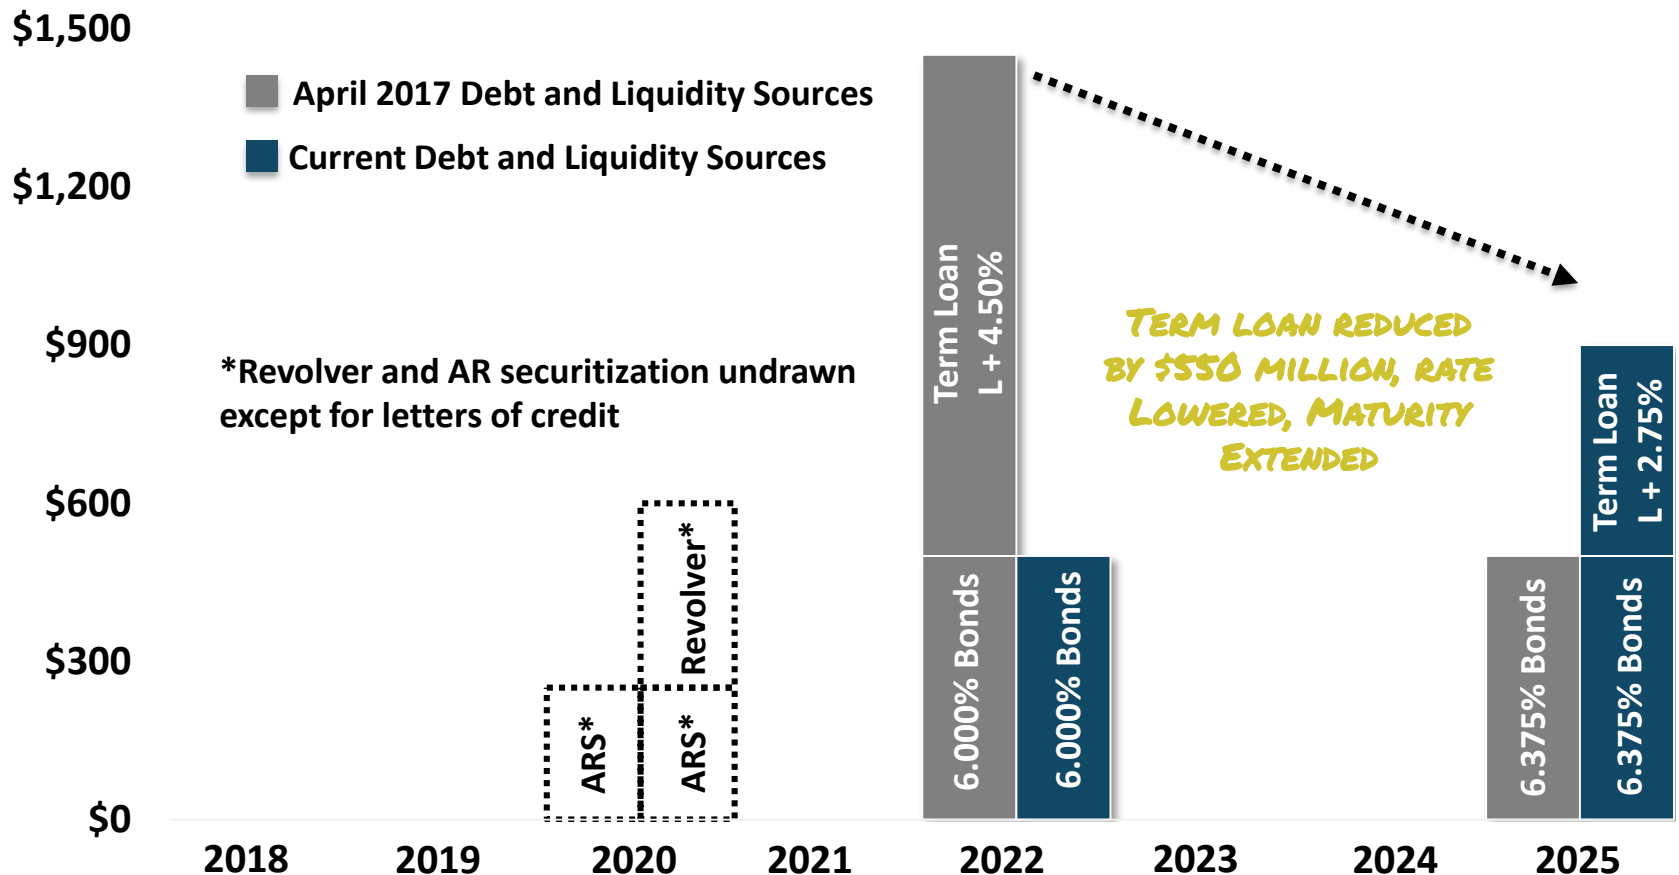 $1,500
$1,200
$900
$600
$300
$0
April 2017 Debt and Liquidity Sources
Current Debt and Liquidity Sources
*Revolver and AR securitization undrawn
except for letters of credit
ARS*
Revolver*
ARS*
Term Loan
L + 4.50%
6.000% Bonds
6.000% Bonds
TERM LOAN REDUCED
BY $550 MILLION, RATE
LOWERED, MATURITY
EXTENDED
6.375% Bonds
Term Loan
L + 2.75%
6.375% Bonds
2018
2019
2020
2021
2022
2023
2024
2025